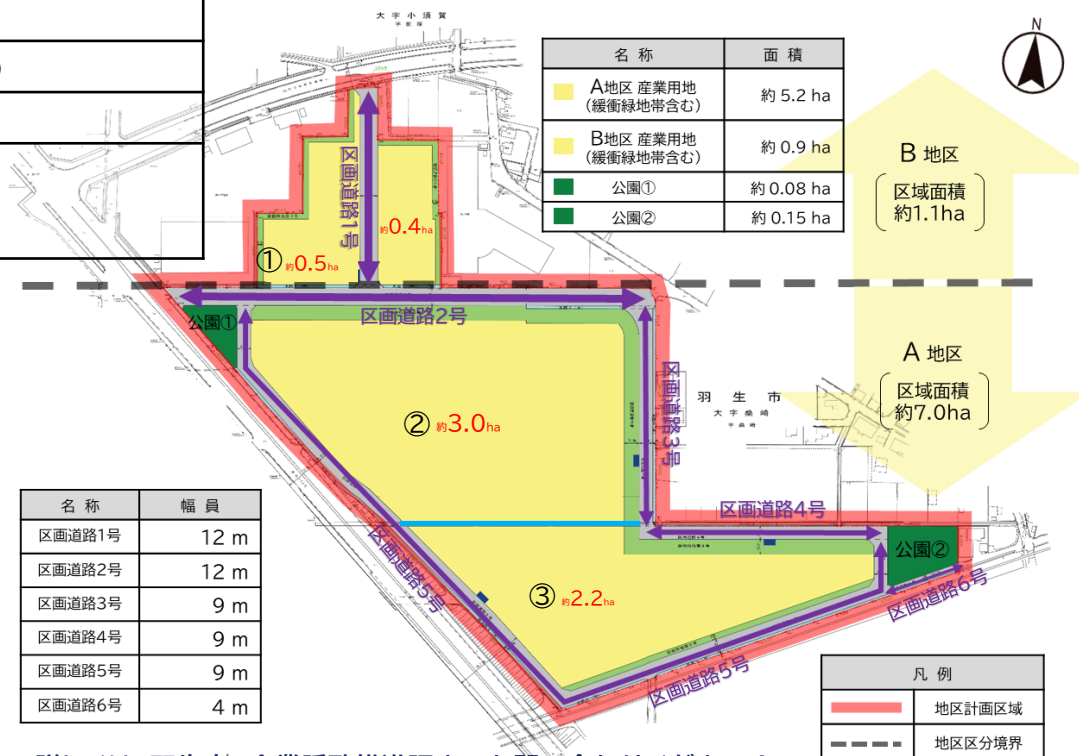 大字小須賀
N
名 称 面 積
A地区 産業用地
(緩衝緑地帯含む)
約 5.2 ha
B地区 産業用地
(緩衝緑地帯含む)
約 0.9 ha
公園① 約 0.08 ha
公園② 約 0.15 ha
B 地区
区域面積
約1.1ha
区画道路1号
約0.4ha
① 約0.5ha
区画道路2号
公園①
A 地区
区域面積
約7.0ha
区画道路3号
羽 生 市
大 字 桑 崎
字 桑 崎
② 約3.0ha
名 称 幅 員
区画道路1号 12 m
区画道路2号 12 m
区画道路3号 9 m
区画道路4号 9 m
区画道路5号 9 m
区画道路6号 4 m
区画道路4号
公園②
区画道路5号
③ 約2.2ha
区画道路6号
区画道路5号
凡 例
地区計画区域
地区区分境界